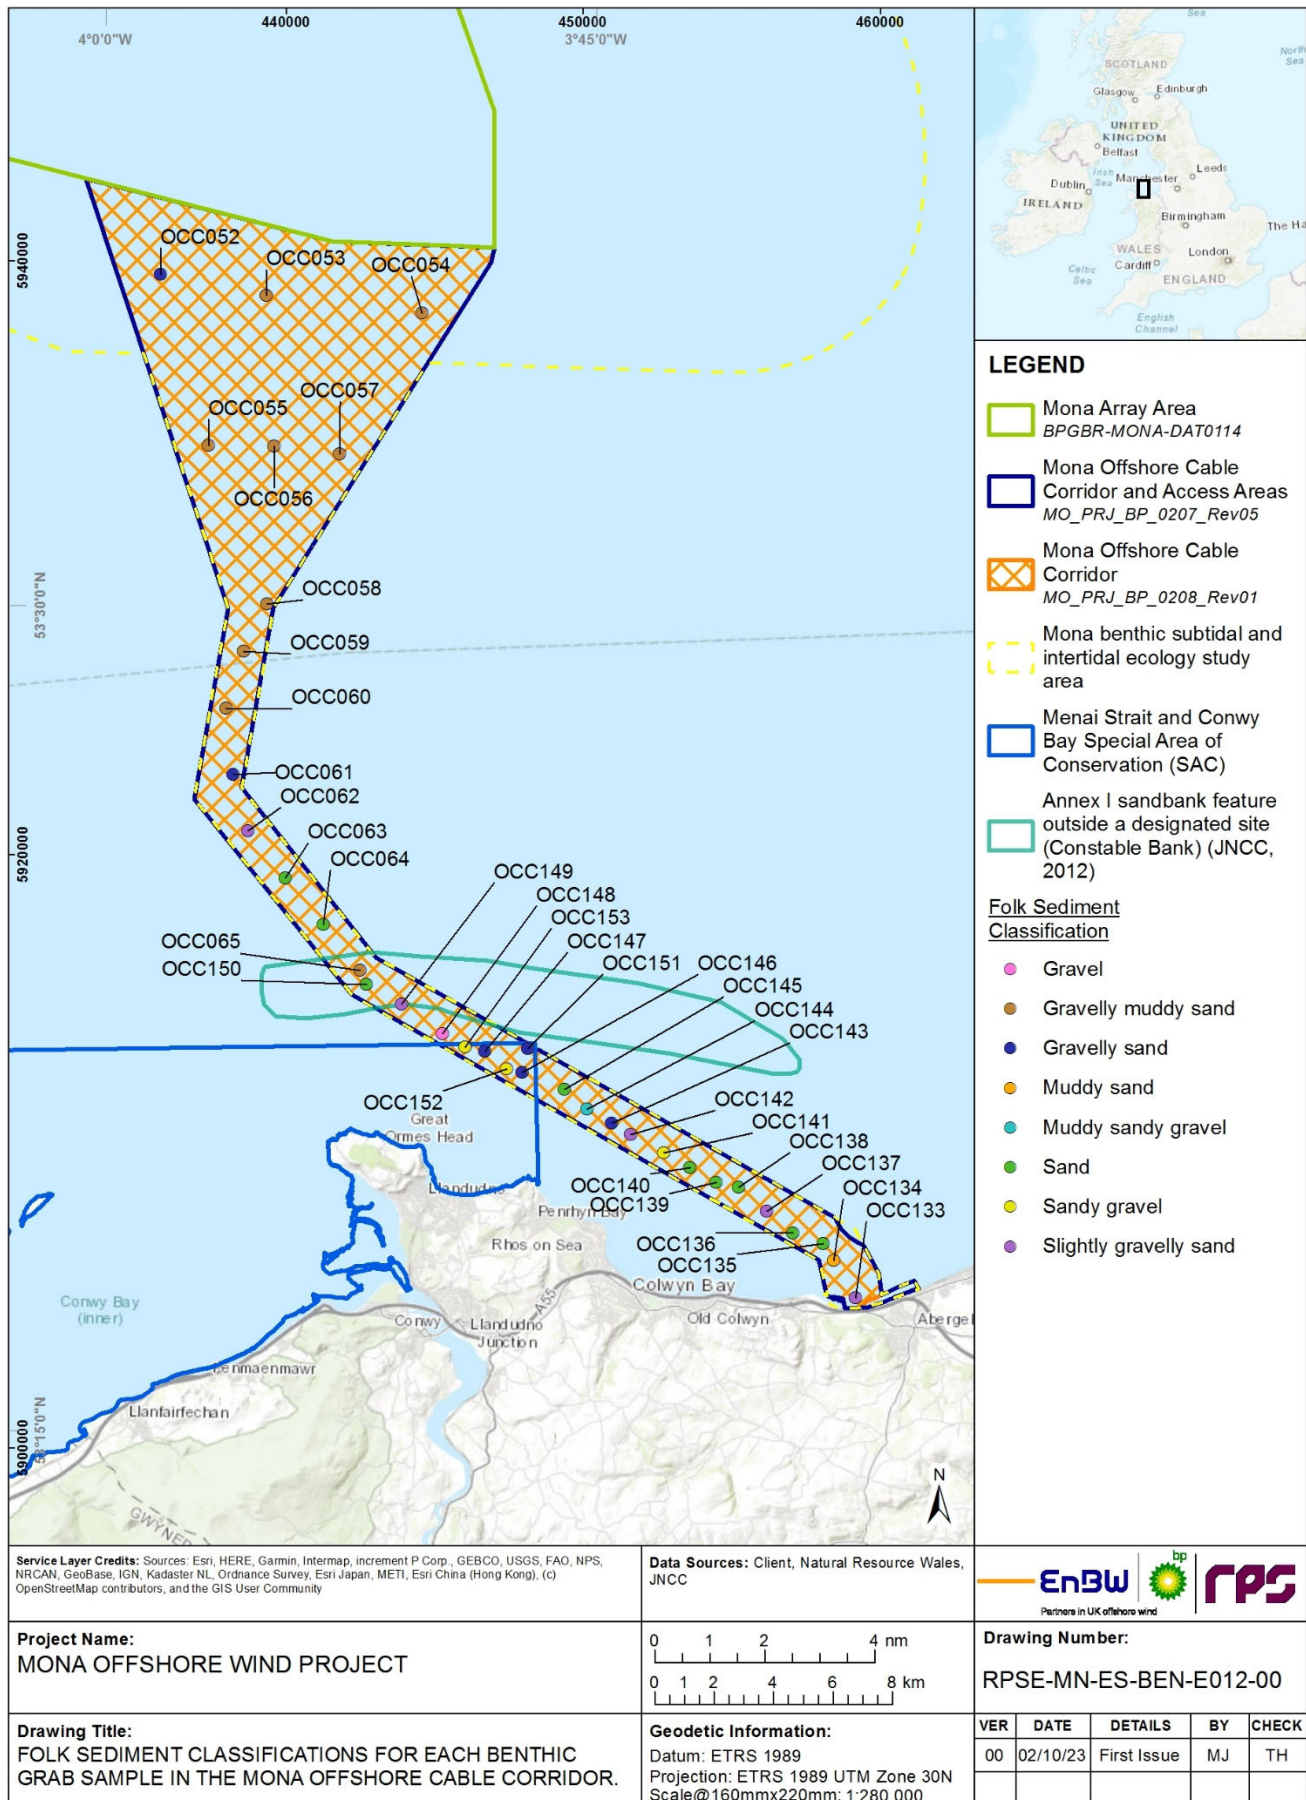 440000
450000
460000
4°0'0"W
3°45'0"W
5940000
53°30'0"N
5920000
5900000
53°15'0"N
OCC052
OCC053
OCC054
OCC055
OCC057
OCC056
OCC058
OCC059
OCC060
OCC061
OCC062
OCC063
OCC064
OCC149
OCC148
OCC153
OCC147
OCC151
OCC146
OCC145
OCC144
OCC143
OCC065
OCC150
OCC152
OCC142
OCC141
OCC138
OCC137
OCC134
OCC133
OCC140
OCC139
OCC136
OCC135
Great
Ormes Head
Llandudno
Penrhyn Bay
Rhos on Sea
Colwyn Bay
Old Colwyn
Abergel
Conwy Bay
(inner)
Conwy
Llandudno
Junction
A55
Penmaenmawr
Llanfairfechan
GWYNED
N
Sea
North
Sea
SCOTLAND
Glasgow
Edinburgh
UNITED
KINGDOM
Belfast
Irish
Sea
Leeds
Dublin
Manchester
IRELAND
Birmingham
The Ha
WALES
London
Cardiff
Celtic
Sea
ENGLAND
English
Channel
LEGEND
Mona Array Area
BPGBR-MONA-DAT0114
Mona Offshore Cable
Corridor and Access Areas
MO_PRJ_BP_0207_Rev05
Mona Offshore Cable
Corridor
MO_PRJ_BP_0208_Rev01
Mona benthic subtidal and
intertidal ecology study
area
Menai Strait and Conwy
Bay Special Area of
Conservation (SAC)
Annex I sandbank feature
outside a designated site
(Constable Bank) (JNCC,
2012)
Folk Sediment
Classification
Gravel
Gravelly muddy sand
Gravelly sand
Muddy sand
Muddy sandy gravel
Sand
Sandy gravel
Slightly gravelly sand
Service Layer Credits: Sources: Esri, HERE, Garmin, Intermap, increment P Corp., GEBCO, USGS, FAO, NPS,
NRCAN, GeoBase, IGN, Kadaster NL, Ordnance Survey, Esri Japan, METI, Esri China (Hong Kong), (c)
OpenStreetMap contributors, and the GIS User Community
Data Sources: Client, Natural Resource Wales,
JNCC
EnBW
Partners in UK offshore wind
bp
rps
Project Name:
MONA OFFSHORE WIND PROJECT
0 1 2 4 nm
0 1 2 4 6 8 km
Drawing Number:
RPSE-MN-ES-BEN-E012-00
Drawing Title:
FOLK SEDIMENT CLASSIFICATIONS FOR EACH BENTHIC
GRAB SAMPLE IN THE MONA OFFSHORE CABLE CORRIDOR.
Geodetic Information:
Datum: ETRS 1989
Projection: ETRS 1989 UTM Zone 30N
Scale@160mmx220mm: 1:280 000
VER DATE DETAILS BY CHECK
00 02/10/23 First Issue MJ TH